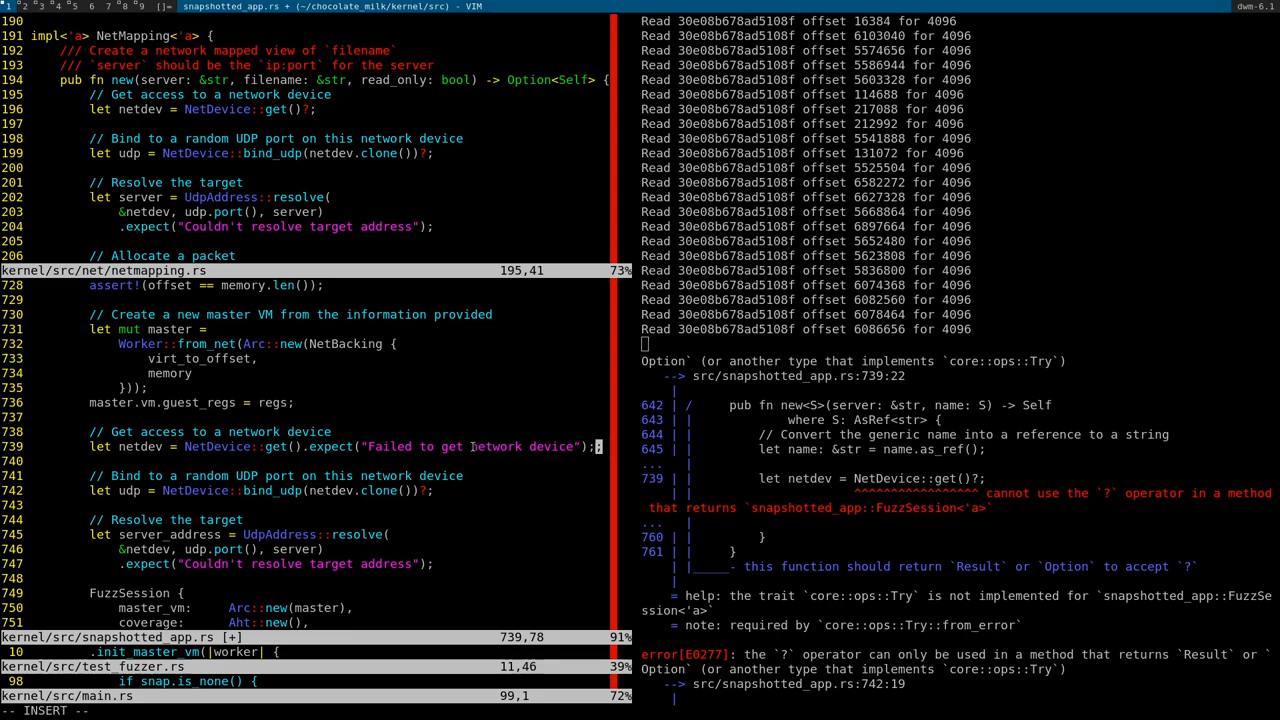 1 2 3 4 5 6 7 8 9 []= snapshotted_app.rs + (~/chocolate_milk/kernel/src) - VIM dwm-6.1
190
191 impl<'a> NetMapping<'a> {
192     /// Create a network mapped view of `filename`
193     /// `server` should be the `ip:port` for the server
194     pub fn new(server: &str, filename: &str, read_only: bool) -> Option<Self> {
195         // Get access to a network device
196         let netdev = NetDevice::get()?;
197
198         // Bind to a random UDP port on this network device
199         let udp = NetDevice::bind_udp(netdev.clone())?;
200
201         // Resolve the target
202         let server = UdpAddress::resolve(
203             &netdev, udp.port(), server)
204             .expect("Couldn't resolve target address");
205
206         // Allocate a packet
kernel/src/net/netmapping.rs 195,41 73%
728         assert!(offset == memory.len());
729
730         // Create a new master VM from the information provided
731         let mut master =
732             Worker::from_net(Arc::new(NetBacking {
733                 virt_to_offset,
734                 memory
735             }));
736         master.vm.guest_regs = regs;
737
738         // Get access to a network device
739         let netdev = NetDevice::get().expect("Failed to get network device");;
740
741         // Bind to a random UDP port on this network device
742         let udp = NetDevice::bind_udp(netdev.clone())?;
743
744         // Resolve the target
745         let server_address = UdpAddress::resolve(
746             &netdev, udp.port(), server)
747             .expect("Couldn't resolve target address");
748
749         FuzzSession {
750             master_vm:     Arc::new(master),
751             coverage:      Aht::new(),
kernel/src/snapshotted_app.rs [+] 739,78 91%
10         .init_master_vm(|worker| {
kernel/src/test_fuzzer.rs 11,46 39%
98             if snap.is_none() {
kernel/src/main.rs 99,1 72%
-- INSERT --
Read 30e08b678ad5108f offset 16384 for 4096
Read 30e08b678ad5108f offset 6103040 for 4096
Read 30e08b678ad5108f offset 5574656 for 4096
Read 30e08b678ad5108f offset 5586944 for 4096
Read 30e08b678ad5108f offset 5603328 for 4096
Read 30e08b678ad5108f offset 114688 for 4096
Read 30e08b678ad5108f offset 217088 for 4096
Read 30e08b678ad5108f offset 212992 for 4096
Read 30e08b678ad5108f offset 5541888 for 4096
Read 30e08b678ad5108f offset 131072 for 4096
Read 30e08b678ad5108f offset 5525504 for 4096
Read 30e08b678ad5108f offset 6582272 for 4096
Read 30e08b678ad5108f offset 6627328 for 4096
Read 30e08b678ad5108f offset 5668864 for 4096
Read 30e08b678ad5108f offset 6897664 for 4096
Read 30e08b678ad5108f offset 5652480 for 4096
Read 30e08b678ad5108f offset 5623808 for 4096
Read 30e08b678ad5108f offset 5836800 for 4096
Read 30e08b678ad5108f offset 6074368 for 4096
Read 30e08b678ad5108f offset 6082560 for 4096
Read 30e08b678ad5108f offset 6078464 for 4096
Read 30e08b678ad5108f offset 6086656 for 4096
Option` (or another type that implements `core::ops::Try`)
   --> src/snapshotted_app.rs:739:22
    |
642 | /     pub fn new<S>(server: &str, name: S) -> Self
643 | |             where S: AsRef<str> {
644 | |         // Convert the generic name into a reference to a string
645 | |         let name: &str = name.as_ref();
...   |
739 | |         let netdev = NetDevice::get()?;
    | |                      ^^^^^^^^^^^^^^^^^ cannot use the `?` operator in a method
 that returns `snapshotted_app::FuzzSession<'a>`
...   |
760 | |         }
761 | |     }
    | |_____- this function should return `Result` or `Option` to accept `?`
    |
    = help: the trait `core::ops::Try` is not implemented for `snapshotted_app::FuzzSe
ssion<'a>`
    = note: required by `core::ops::Try::from_error`
error[E0277]: the `?` operator can only be used in a method that returns `Result` or `
Option` (or another type that implements `core::ops::Try`)
   --> src/snapshotted_app.rs:742:19
    |